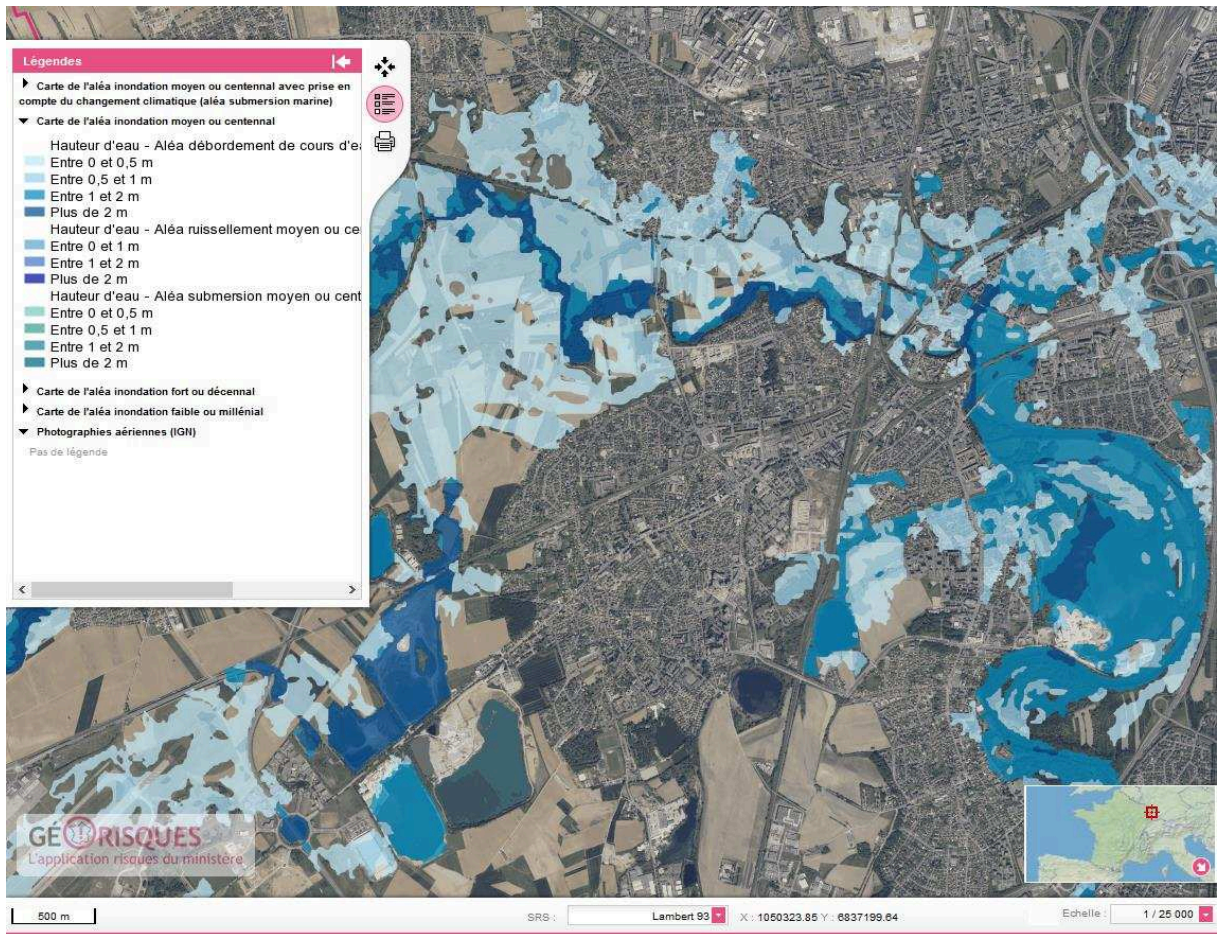 Légendes
Carte de l'aléa inondation moyen ou centennal avec prise en
compte du changement climatique (aléa submersion marine)
Carte de l'aléa inondation moyen ou centennal
Hauteur d'eau - Aléa débordement de cours d'ea
Entre 0 et 0,5 m
Entre 0,5 et 1 m
Entre 1 et 2 m
Plus de 2 m
Hauteur d'eau - Aléa ruissellement moyen ou ce
Entre 0 et 1 m
Entre 1 et 2 m
Plus de 2 m
Hauteur d'eau - Aléa submersion moyen ou cent
Entre 0 et 0,5 m
Entre 0,5 et 1 m
Entre 1 et 2 m
Plus de 2 m
Carte de l'aléa inondation fort ou décennal
Carte de l'aléa inondation faible ou millénial
Photographies aériennes (IGN)
Pas de légende
GÉORISQUES
L'application risques du ministère
500 m
SRS : Lambert 93 X : 1050323.85 Y : 6837199.64 Echelle : 1 / 25 000